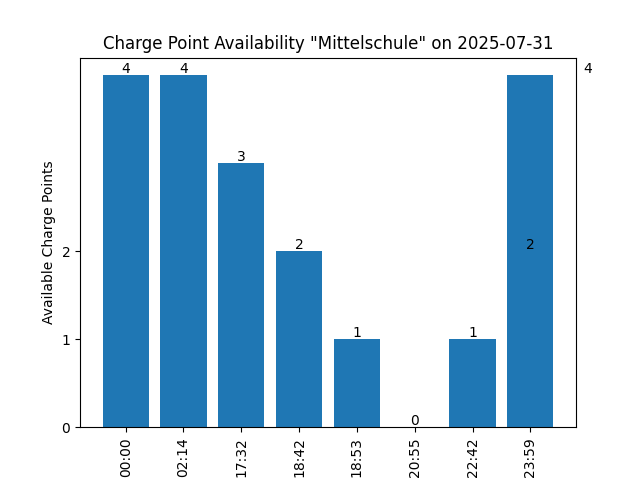 Charge Point Availability "Mittelschule" on 2025-07-31
4 4 3 2 1 0 1 2 4
Available Charge Points
2
1
0
00:00 02:14 17:32 18:42 18:53 20:55 22:42 23:59